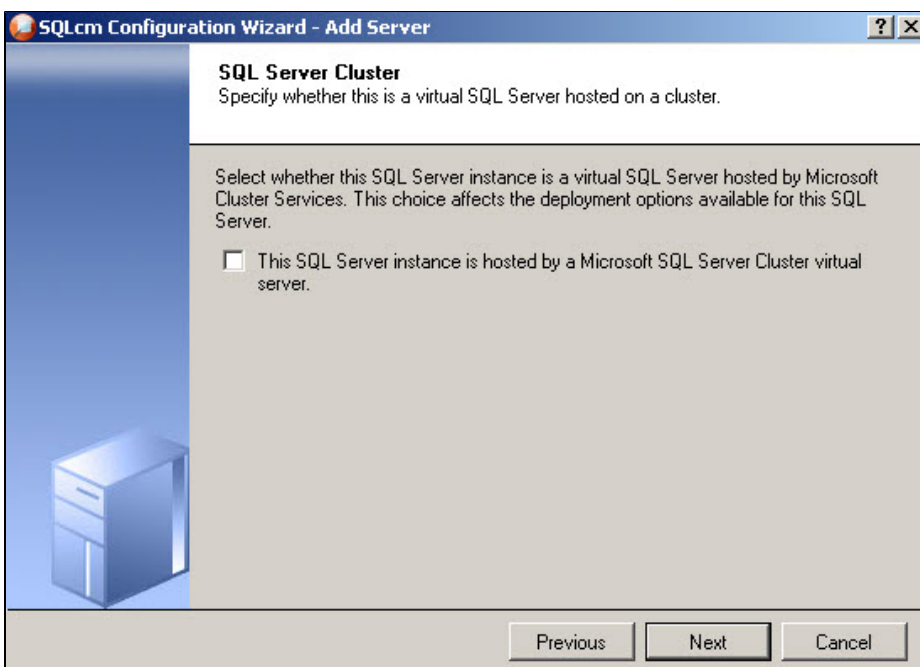 SQLcm Configuration Wizard - Add Server
SQL Server Cluster
Specify whether this is a virtual SQL Server hosted on a cluster.
Select whether this SQL Server instance is a virtual SQL Server hosted by Microsoft
Cluster Services. This choice affects the deployment options available for this SQL
Server.
This SQL Server instance is hosted by a Microsoft SQL Server Cluster virtual
server.
Previous
Next
Cancel